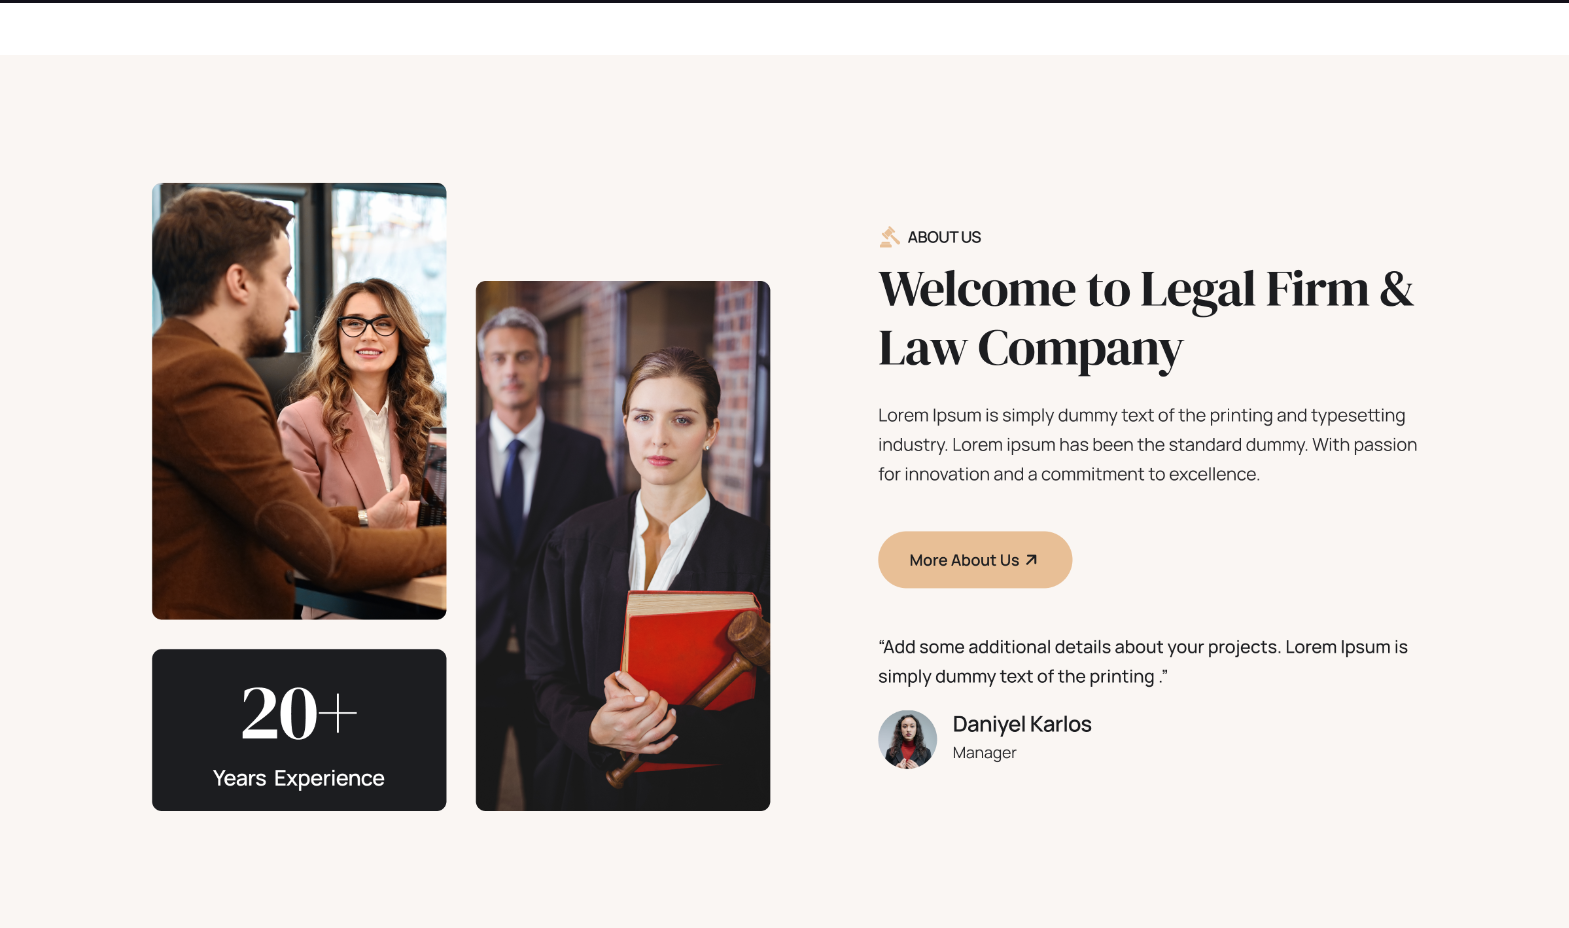 ABOUT US
Welcome to Legal Firm &
Law Company
Lorem Ipsum is simply dummy text of the printing and typesetting
industry. Lorem ipsum has been the standard dummy. With passion
for innovation and a commitment to excellence.
More About Us
“Add some additional details about your projects. Lorem Ipsum is
simply dummy text of the printing .”
Daniyel Karlos
Manager
20+
Years Experience